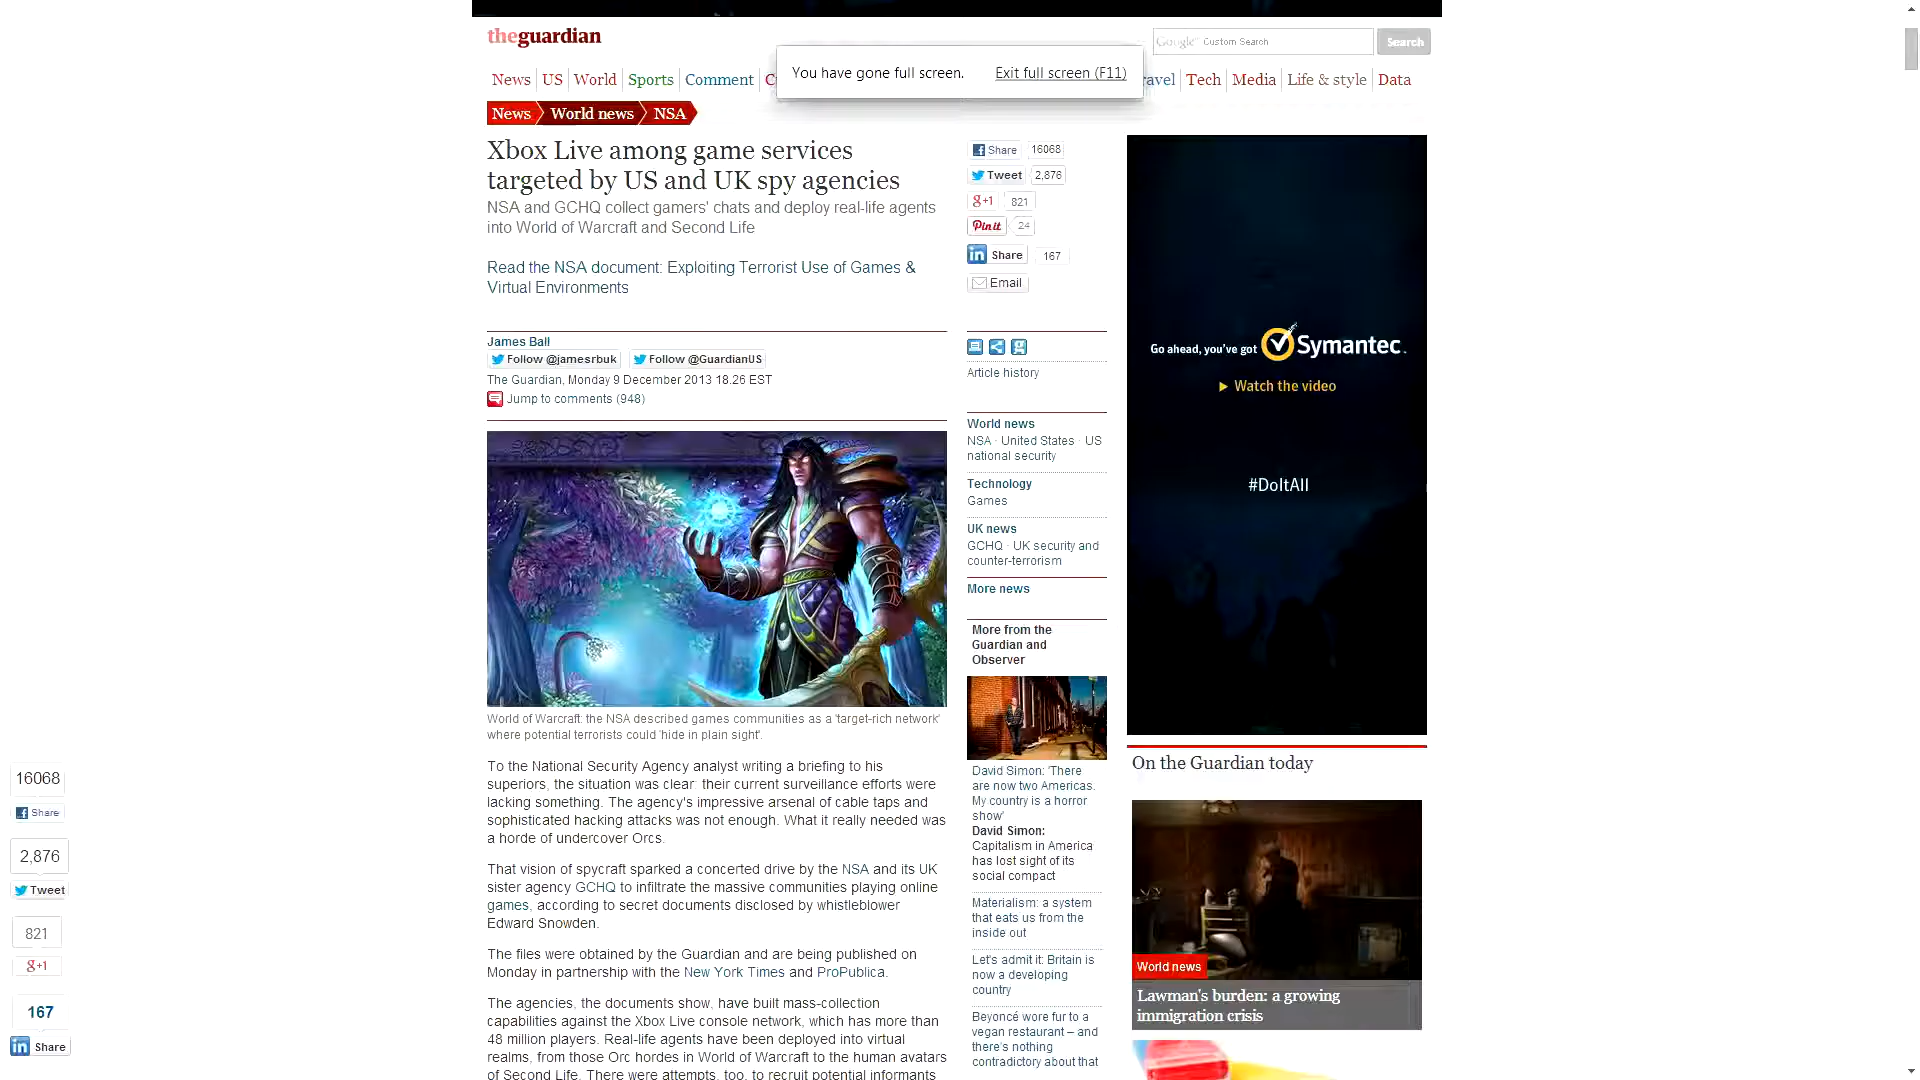 theguardian
Google Custom Search
Search
You have gone full screen. Exit full screen (F11)
News US World Sports Comment
Tech Media Life & style Data
News World news NSA
Xbox Live among game services
targeted by US and UK spy agencies
NSA and GCHQ collect gamers' chats and deploy real-life agents
into World of Warcraft and Second Life
Read the NSA document: Exploiting Terrorist Use of Games &
Virtual Environments
James Ball
Follow @jamesrbuk Follow @GuardianUS
The Guardian, Monday 9 December 2013 18.26 EST
Jump to comments (948)
World of Warcraft: the NSA described games communities as a 'target-rich network'
where potential terrorists could 'hide in plain sight'.
To the National Security Agency analyst writing a briefing to his
superiors, the situation was clear: their current surveillance efforts were
lacking something. The agency's impressive arsenal of cable taps and
sophisticated hacking attacks was not enough. What it really needed was
a horde of undercover Orcs.
That vision of spycraft sparked a concerted drive by the NSA and its UK
sister agency GCHQ to infiltrate the massive communities playing online
games, according to secret documents disclosed by whistleblower
Edward Snowden.
The files were obtained by the Guardian and are being published on
Monday in partnership with the New York Times and ProPublica.
The agencies, the documents show, have built mass-collection
capabilities against the Xbox Live console network, which has more than
48 million players. Real-life agents have been deployed into virtual
realms, from those Orc hordes in World of Warcraft to the human avatars
of Second Life. There were attempts, too, to recruit potential informants
Share 16068
Tweet 2,876
g+1 821
Pin it 24
in Share 167
Email
Article history
World news
NSA · United States · US
national security
Technology
Games
UK news
GCHQ · UK security and
counter-terrorism
More news
More from the
Guardian and
Observer
David Simon: 'There
are now two Americas.
My country is a horror
show'
David Simon:
Capitalism in America
has lost sight of its
social compact
Materialism: a system
that eats us from the
inside out
Let's admit it: Britain is
now a developing
country
Beyoncé wore fur to a
vegan restaurant – and
there's nothing
contradictory about that
Go ahead, you've got Symantec.
Watch the video
#DoItAll
On the Guardian today
World news
Lawman's burden: a growing
immigration crisis
16068
Share
2,876
Tweet
821
g+1
167
in Share